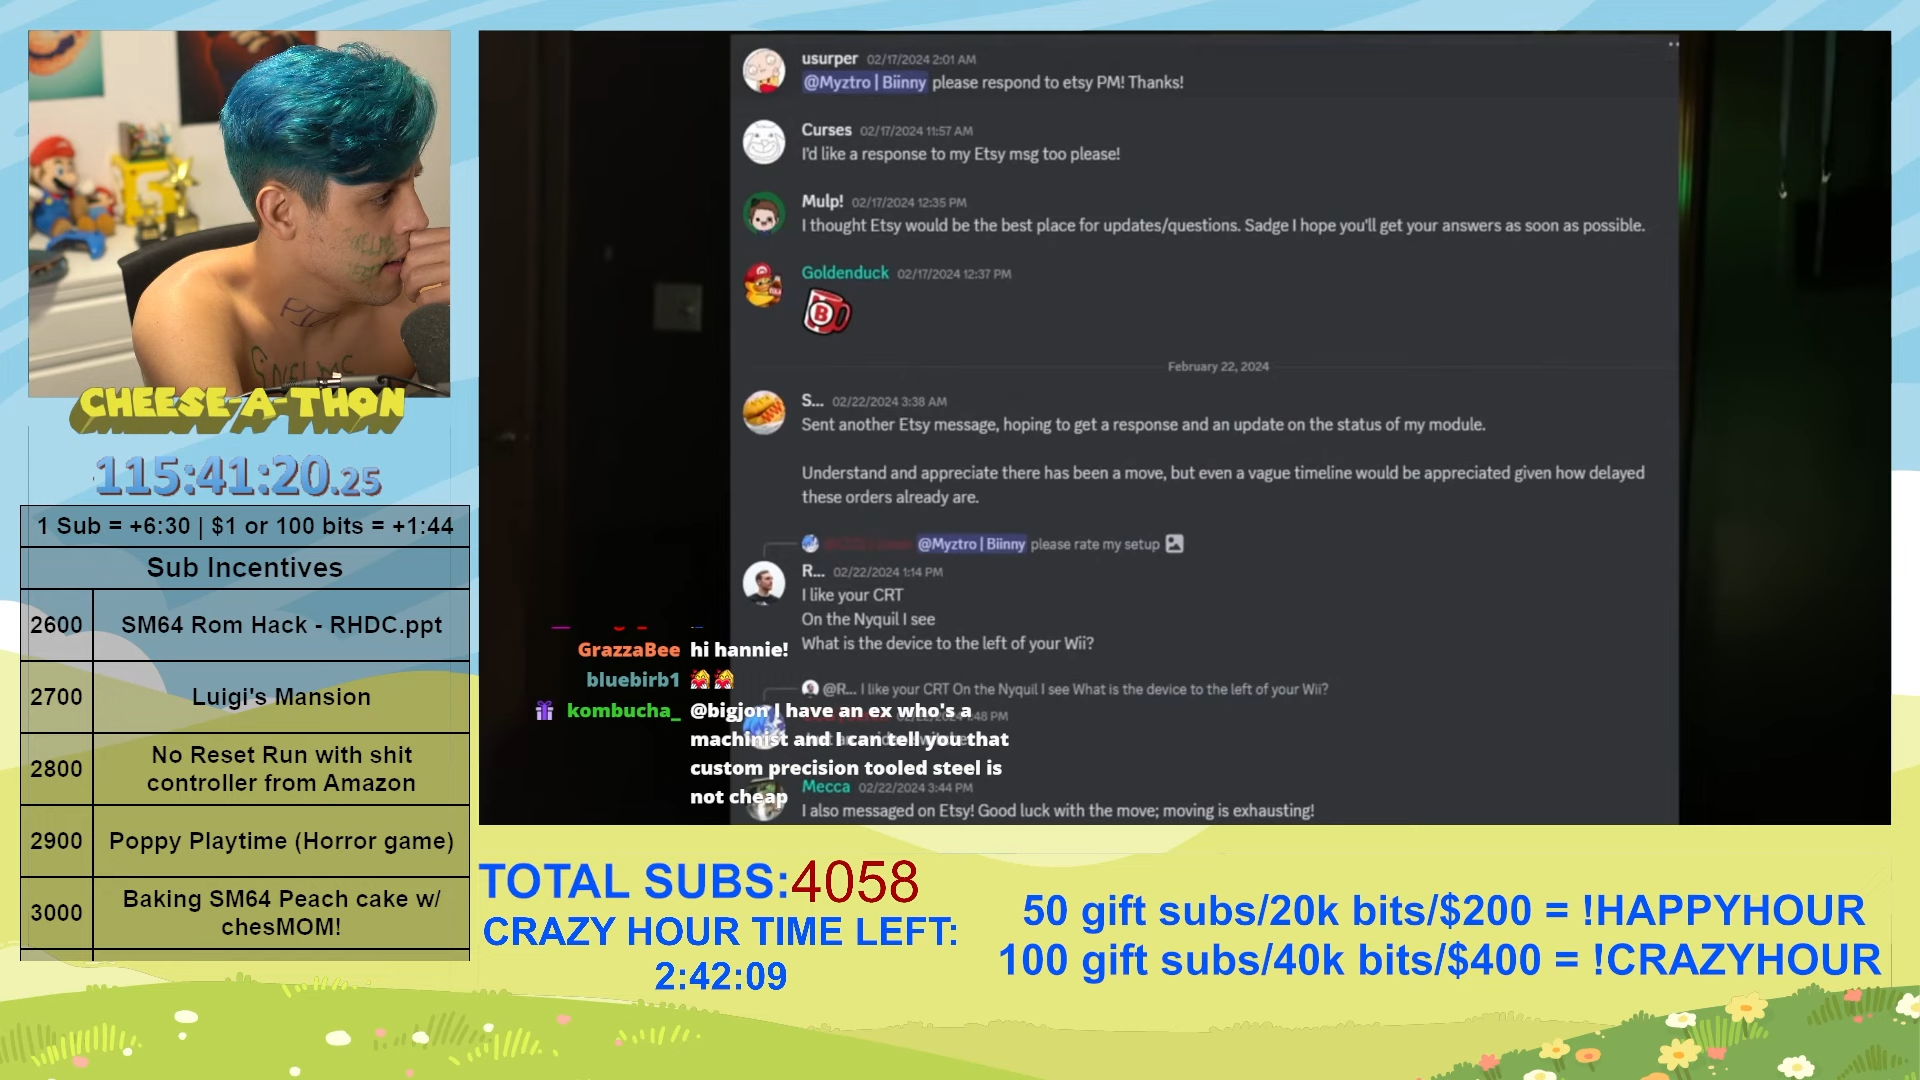 CHEESE-A-THON
115:41:20.25
1 Sub = +6:30 | $1 or 100 bits = +1:44
Sub Incentives
2600 SM64 Rom Hack - RHDC.ppt
2700 Luigi's Mansion
2800 No Reset Run with shit
controller from Amazon
2900 Poppy Playtime (Horror game)
3000 Baking SM64 Peach cake w/
chesMOM!
usurper 02/17/2024 2:01 AM
@Myztro | Biinny please respond to etsy PM! Thanks!
Curses 02/17/2024 11:57 AM
I'd like a response to my Etsy msg too please!
Mulp! 02/17/2024 12:35 PM
I thought Etsy would be the best place for updates/questions. Sadge I hope you'll get your answers as soon as possible.
Goldenduck 02/17/2024 12:37 PM
B
February 22, 2024
S... 02/22/2024 3:38 AM
Sent another Etsy message, hoping to get a response and an update on the status of my module.
Understand and appreciate there has been a move, but even a vague timeline would be appreciated given how delayed
these orders already are.
@Myztro | Biinny please rate my setup
R... 02/22/2024 1:14 PM
I like your CRT
On the Nyquil I see
What is the device to the left of your Wii?
@R... I like your CRT On the Nyquil I see What is the device to the left of your Wii?
Mecca 02/22/2024 3:44 PM
I also messaged on Etsy! Good luck with the move; moving is exhausting!
GrazzaBee hi hannie!
bluebirb1
kombucha_ @bigjon I have an ex who's a
machinist and I can tell you that
custom precision tooled steel is
not cheap
TOTAL SUBS:4058
CRAZY HOUR TIME LEFT:
2:42:09
50 gift subs/20k bits/$200 = !HAPPYHOUR
100 gift subs/40k bits/$400 = !CRAZYHOUR